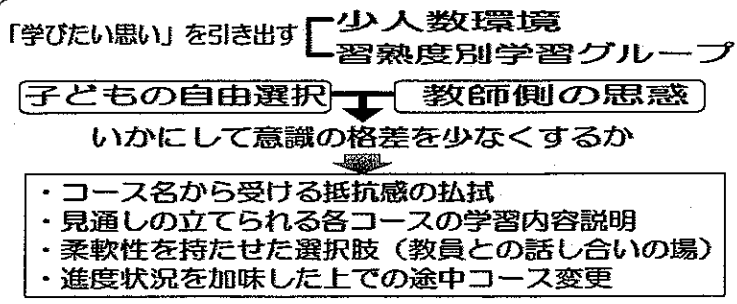 「学びたい思い」を引き出す
少人数環境
習熟度別学習グループ
子どもの自由選択
教師側の思惑
いかにして意識の格差を少なくするか
・コース名から受ける抵抗感の払拭
・見通しの立てられる各コースの学習内容説明
・柔軟性を持たせた選択肢（教員との話し合いの場）
・進度状況を加味した上での途中コース変更